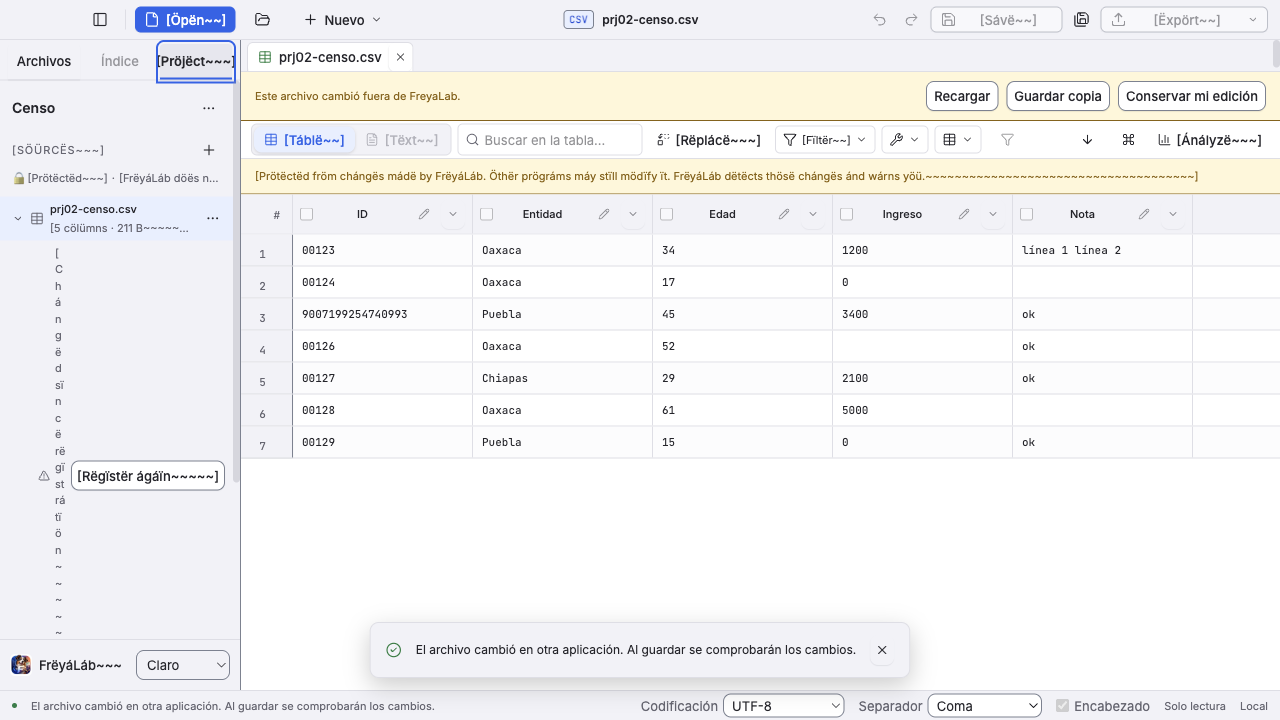 [Öpën~~]
Nuevo
CSV prj02-censo.csv
[Sávë~~]
[Ëxpört~~]
Archivos
Índice
[Pröjëct~~~]
prj02-censo.csv
Censo
Este archivo cambió fuera de FreyaLab.
Recargar
Guardar copia
Conservar mi edición
[SÖÜRCËS~~~]
[Táblë~~]
[Tëxt~~]
Buscar en la tabla...
[Rëplácë~~~]
[Fïltër~~]
[Ánályzë~~~]
[Prötëctëd~~~] · [FrëyáLáb döës n...
[Prötëctëd fröm chángës mádë by FrëyáLáb. Öthër prögráms máy stïll mödïfy ït. FrëyáLáb dëtëcts thösë chángës ánd wárns yöü.~~~~~~~~~~~~~~~~~~~~~~~~~~~~~~~~~~~~~]
prj02-censo.csv
[5 cölümns · 211 B~~~~~...
# ID Entidad Edad Ingreso Nota
1 00123 Oaxaca 34 1200 línea 1 línea 2
2 00124 Oaxaca 17 0
3 9007199254740993 Puebla 45 3400 ok
4 00126 Oaxaca 52 ok
5 00127 Chiapas 29 2100 ok
6 00128 Oaxaca 61 5000
7 00129 Puebla 15 0 ok
[
C
h
á
n
g
ë
d
sï
n
c
ë
rë
gï
st
rá
tï
ö
n
~
~
~
~
~
[Rëgïstër ágáïn~~~~~]
El archivo cambió en otra aplicación. Al guardar se comprobarán los cambios.
FrëyáLáb~~~
Claro
El archivo cambió en otra aplicación. Al guardar se comprobarán los cambios.
Codificación UTF-8
Separador Coma
Encabezado
Solo lectura
Local